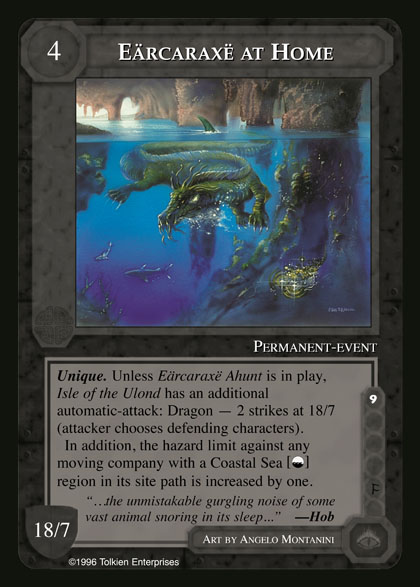 4
EÄRCARAXË AT HOME
PERMANENT-EVENT
Unique. Unless Eärcaraxë Ahunt is in play,
Isle of the Ulond has an additional
automatic-attack: Dragon — 2 strikes at 18/7
(attacker chooses defending characters).
In addition, the hazard limit against any
moving company with a Coastal Sea [ ]
region in its site path is increased by one.
“…the unmistakable gurgling noise of some
vast animal snoring in its sleep…” —Hob
9
18/7
ART BY ANGELO MONTANINI
©1996 Tolkien Enterprises